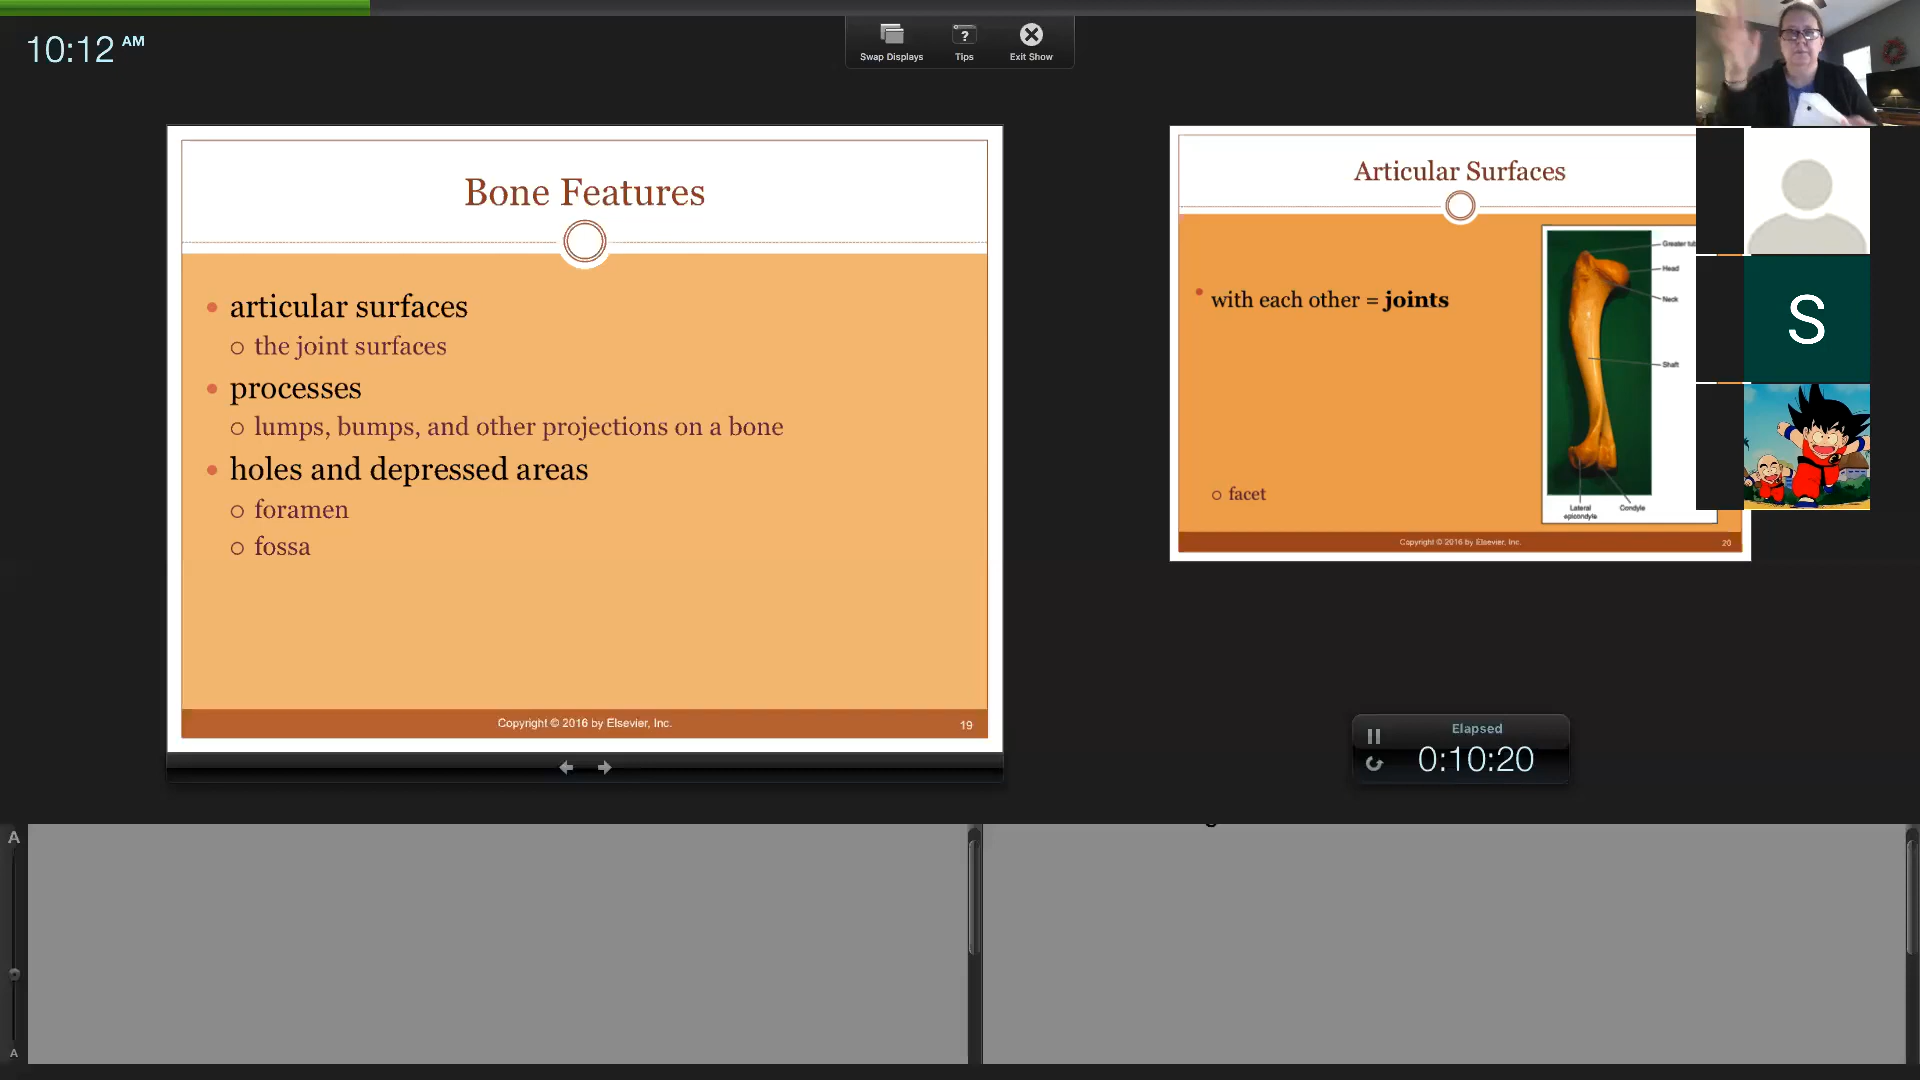 10:12 AM
Swap Displays
Tips
Exit Show
Bone Features
articular surfaces
the joint surfaces
processes
lumps, bumps, and other projections on a bone
holes and depressed areas
foramen
fossa
Copyright © 2016 by Elsevier, Inc.
19
Articular Surfaces
with each other = joints
facet
Greater
Head
Neck
Shaft
Lateral
epicondyle
Condyle
Copyright © 2016 by Elsevier, Inc.
20
S
Elapsed
0:10:20
A
A